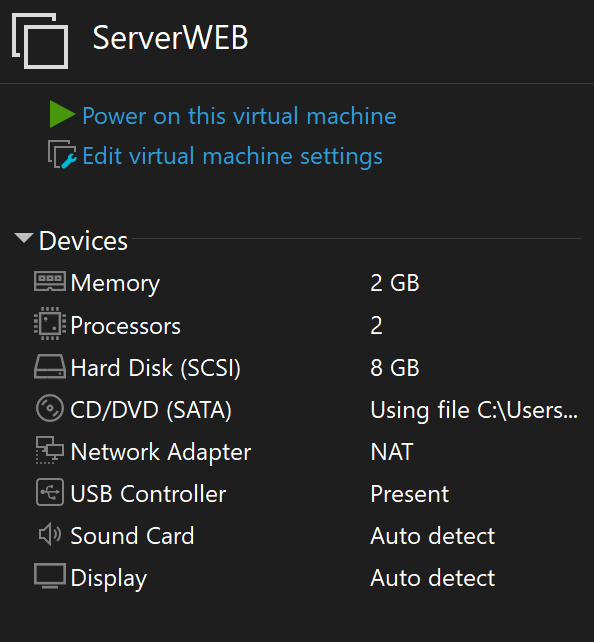 ServerWEB
Power on this virtual machine
Edit virtual machine settings
Devices
Memory 2 GB
Processors 2
Hard Disk (SCSI) 8 GB
CD/DVD (SATA) Using file C:\Users...
Network Adapter NAT
USB Controller Present
Sound Card Auto detect
Display Auto detect